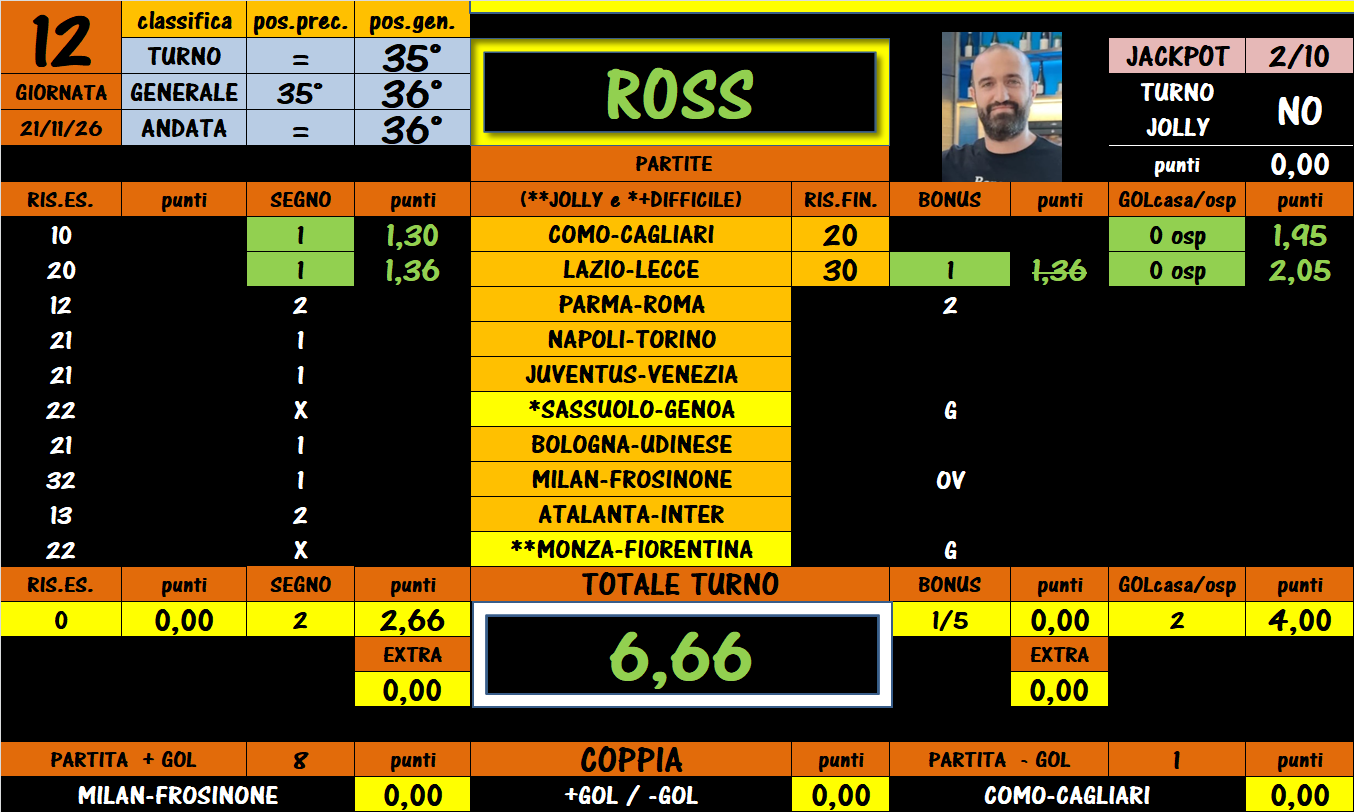 12 classifica pos.prec. pos.gen.
TURNO = 35°
GIORNATA GENERALE 35° 36°
21/11/26 ANDATA = 36°
ROSS
JACKPOT 2/10
TURNO JOLLY NO
PARTITE
punti 0,00
RIS.ES. punti SEGNO punti (**JOLLY e *+DIFFICILE) RIS.FIN. BONUS punti GOLcasa/osp punti
10 1 1,30 COMO-CAGLIARI 20 0 osp 1,95
20 1 1,36 LAZIO-LECCE 30 1 1,36 0 osp 2,05
12 2 PARMA-ROMA 2
21 1 NAPOLI-TORINO
21 1 JUVENTUS-VENEZIA
22 X *SASSUOLO-GENOA G
21 1 BOLOGNA-UDINESE
32 1 MILAN-FROSINONE OV
13 2 ATALANTA-INTER
22 X **MONZA-FIORENTINA G
RIS.ES. punti SEGNO punti TOTALE TURNO BONUS punti GOLcasa/osp punti
0 0,00 2 2,66 6,66 1/5 0,00 2 4,00
EXTRA EXTRA
0,00 0,00
PARTITA + GOL 8 punti COPPIA punti PARTITA - GOL 1 punti
MILAN-FROSINONE 0,00 +GOL / -GOL 0,00 COMO-CAGLIARI 0,00